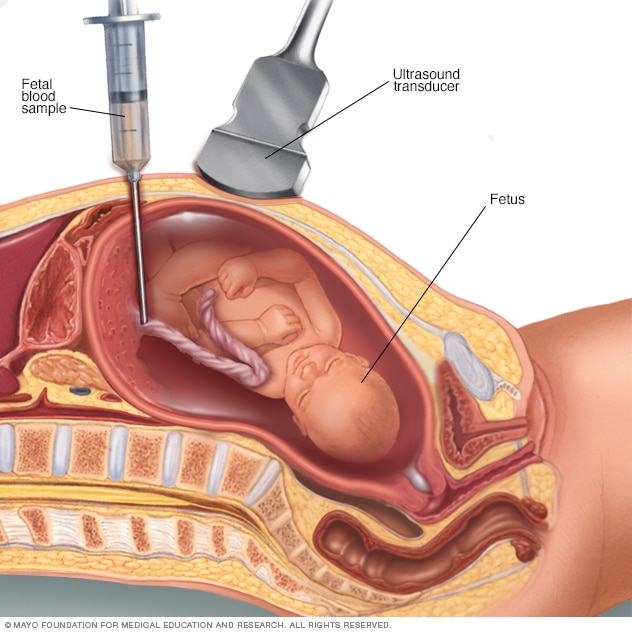 Fetal
blood
sample
Ultrasound
transducer
Fetus
© MAYO FOUNDATION FOR MEDICAL EDUCATION AND RESEARCH. ALL RIGHTS RESERVED.